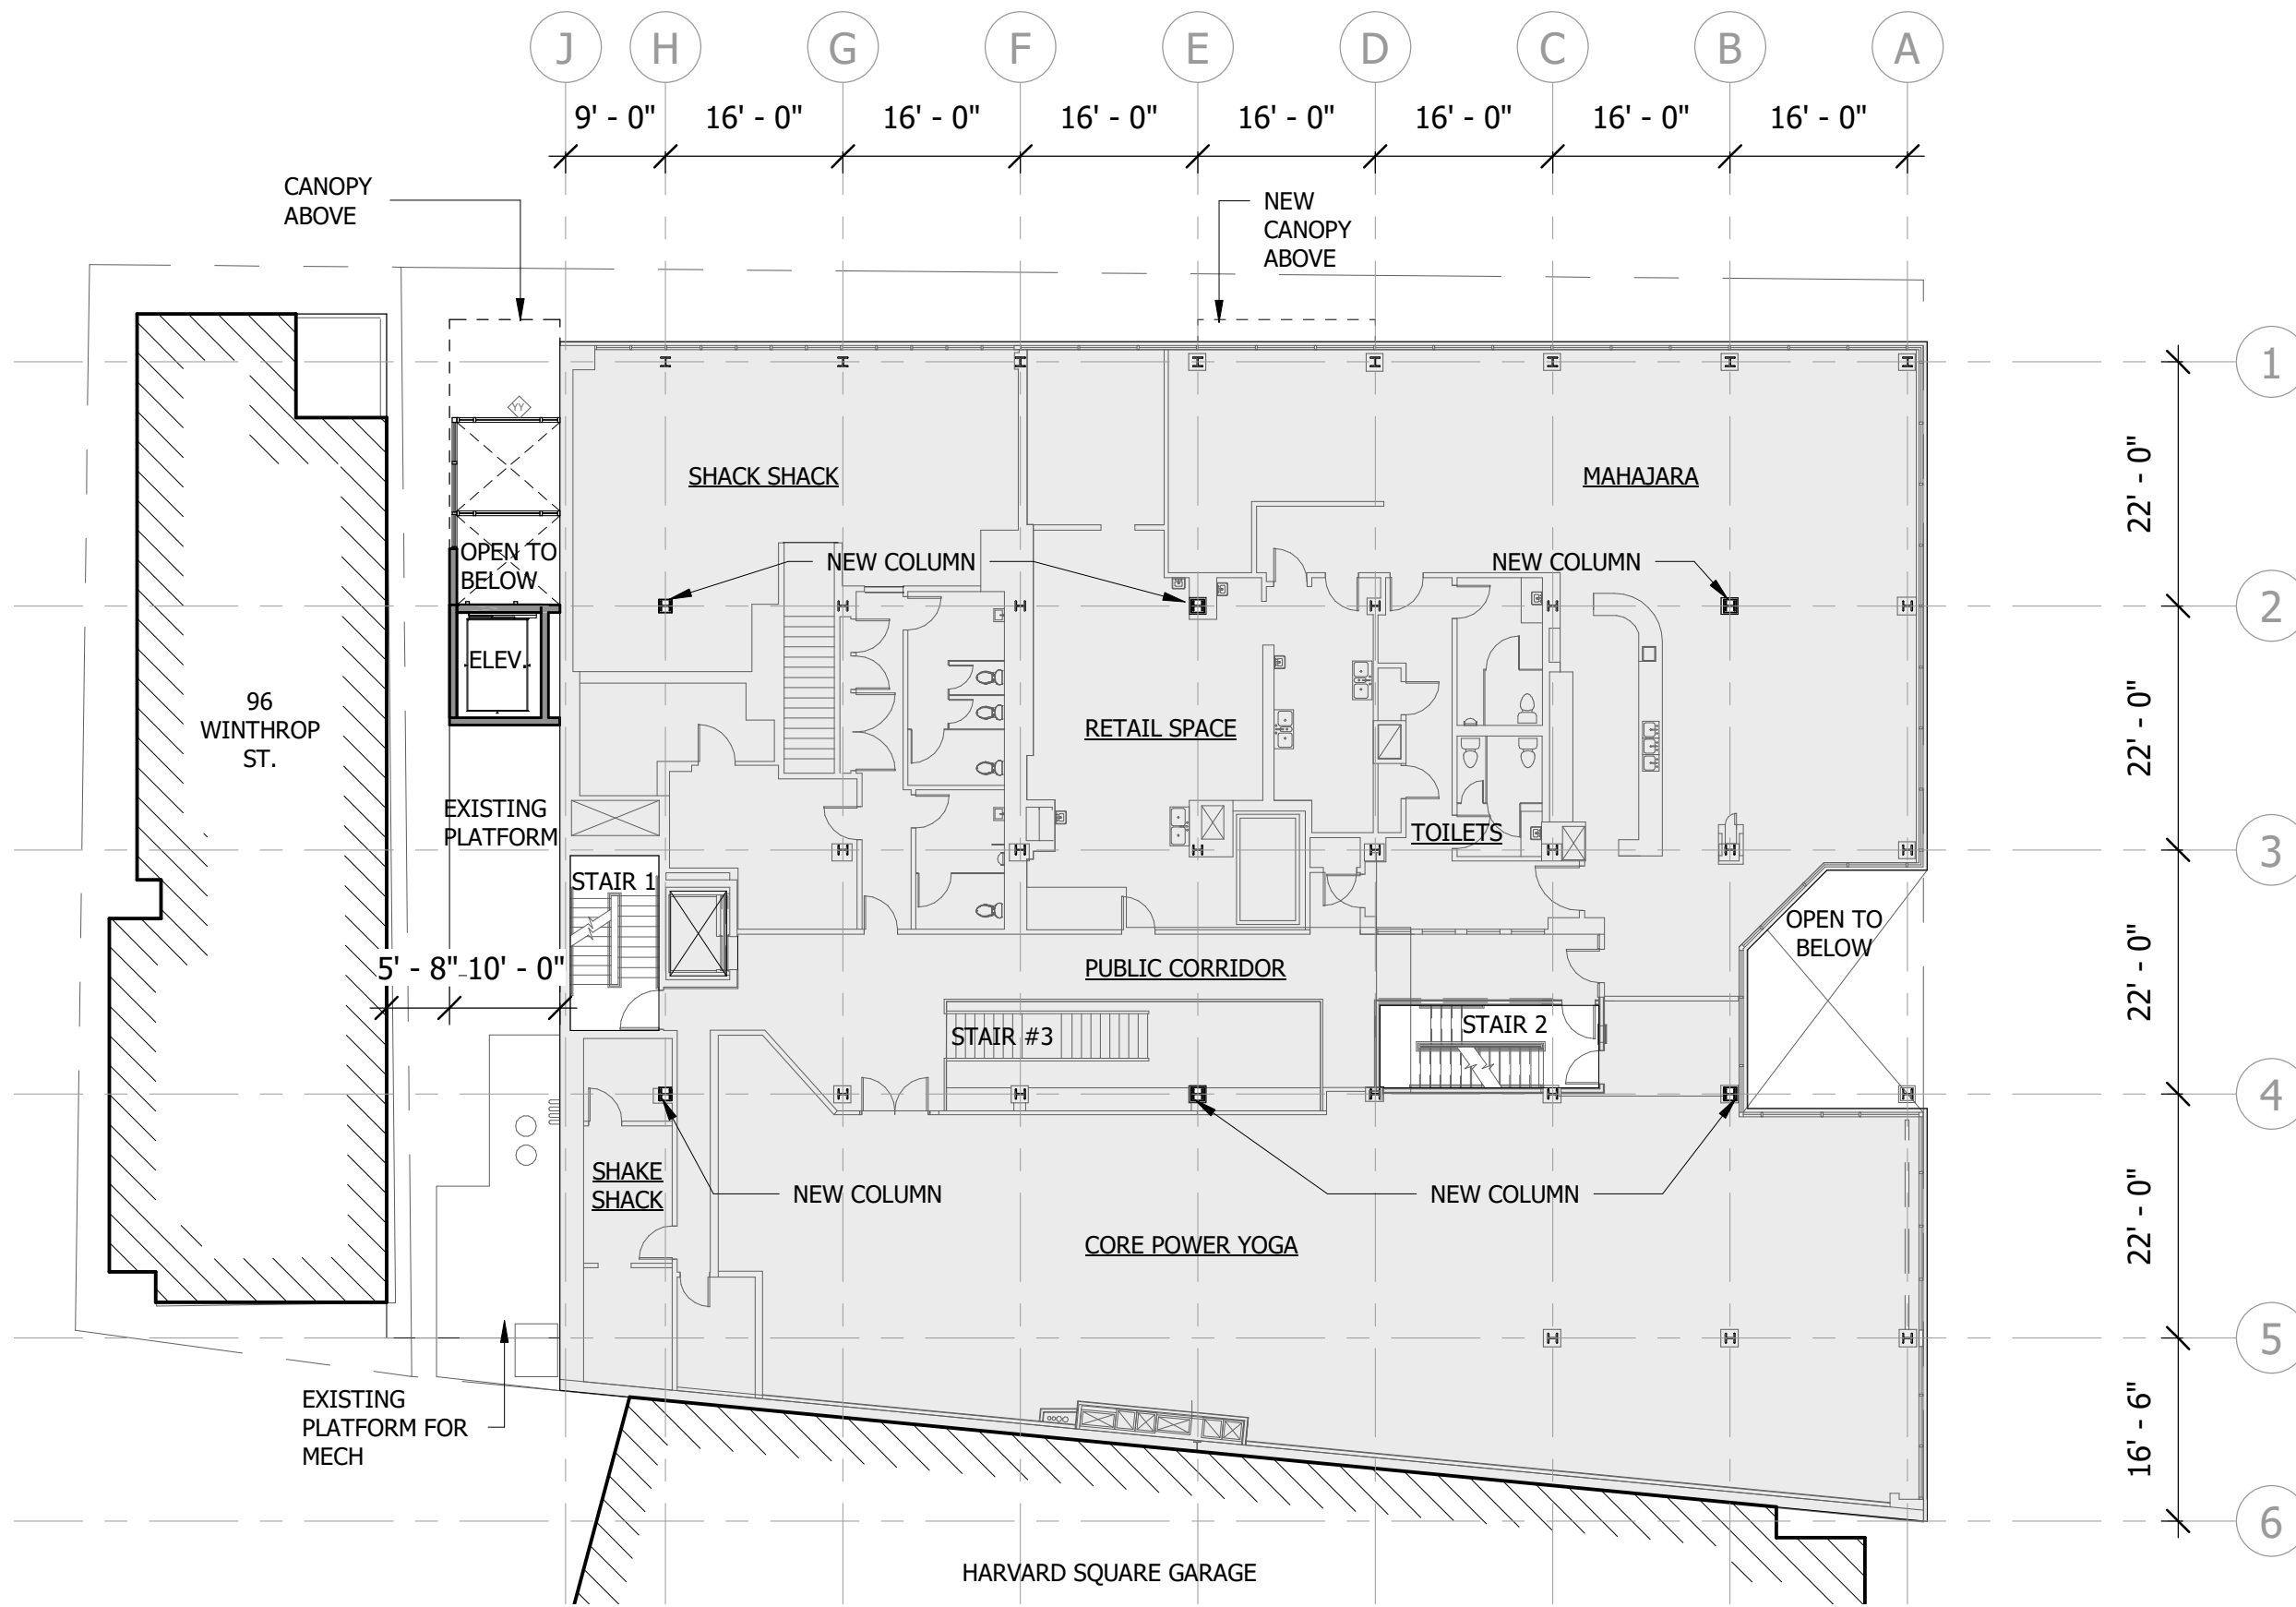 J H G F E D C B A
9' - 0" 16' - 0" 16' - 0" 16' - 0" 16' - 0" 16' - 0" 16' - 0" 16' - 0"
CANOPY
ABOVE
NEW
CANOPY
ABOVE
1
YY
22' - 0"
SHACK SHACK
MAHAJARA
OPEN TO
BELOW
NEW COLUMN
NEW COLUMN
2
ELEV.
96
WINTHROP
ST.
RETAIL SPACE
22' - 0"
EXISTING
PLATFORM
TOILETS
3
STAIR 1
OPEN TO
BELOW
5' - 8"
10' - 0"
PUBLIC CORRIDOR
22' - 0"
STAIR #3
STAIR 2
4
SHAKE
SHACK
NEW COLUMN
NEW COLUMN
22' - 0"
CORE POWER YOGA
5
EXISTING
PLATFORM FOR
MECH
16' - 6"
6
HARVARD SQUARE GARAGE